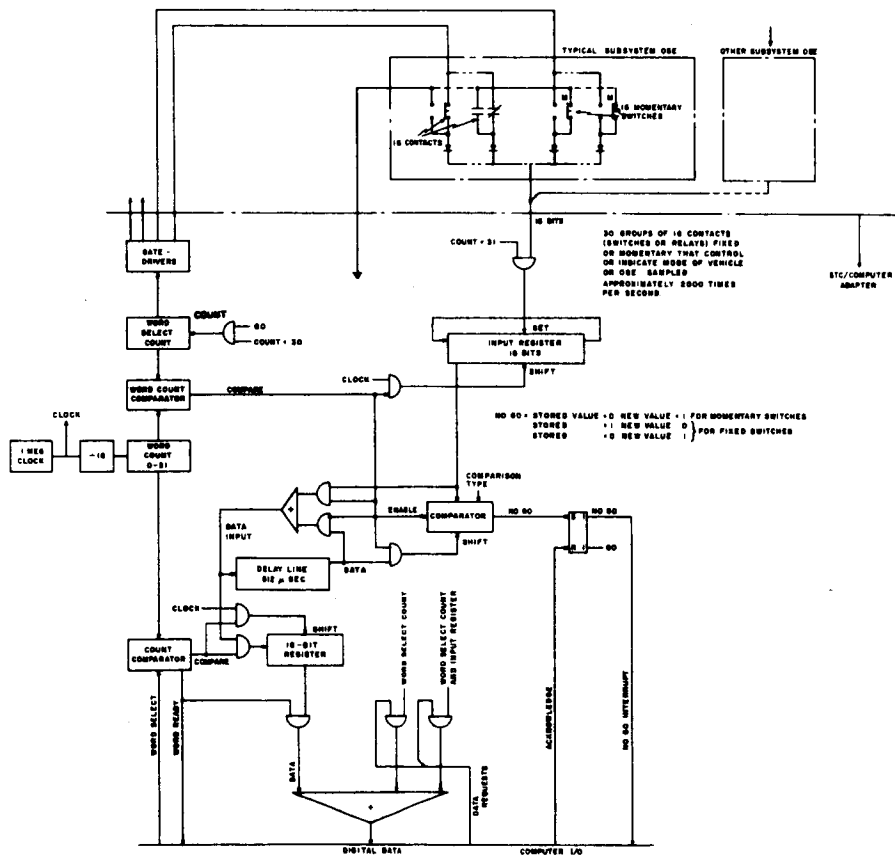 TYPICAL SUBSYSTEM OSE
OTHER SUBSYSTEM OSE
M
M
16 MOMENTARY
SWITCHES
16 CONTACTS
16 BITS
30 GROUPS OF 16 CONTACTS
(SWITCHES OR RELAYS) FIXED
OR MOMENTARY THAT CONTROL
OR INDICATE MODE OF VEHICLE
OR OSE SAMPLED
APPROXIMATELY 2000 TIMES
PER SECOND.
STC/COMPUTER
ADAPTER
GATE-
DRIVERS
COUNT = 31
WORD
SELECT
COUNT
COUNT
GO
COUNT < 30
SET
INPUT REGISTER
16 BITS
SHIFT
WORD COUNT
COMPARATOR
COMPARE
CLOCK
NO GO = STORED VALUE = 0 NEW VALUE = 1 FOR MOMENTARY SWITCHES
STORED = 1 NEW VALUE 0
STORED = 0 NEW VALUE 1
FOR FIXED SWITCHES
CLOCK
1 MEG
CLOCK
÷16
WORD
COUNT
0-31
COMPARISON
TYPE
+
ENABLE
COMPARATOR
NO GO
S 1
NO GO
R 1
GO
DATA
INPUT
SHIFT
DELAY LINE
512 μ SEC
DATA
CLOCK
SHIFT
COUNT
COMPARATOR
COMPARE
16-BIT
REGISTER
WORD SELECT COUNT
WORD SELECT COUNT
AND INPUT REGISTER
WORD SELECT
WORD READY
DATA
DATA
REQUESTS
ACKNOWLEDGE
NO GO INTERRUPT
+
DIGITAL DATA
COMPUTER I/O